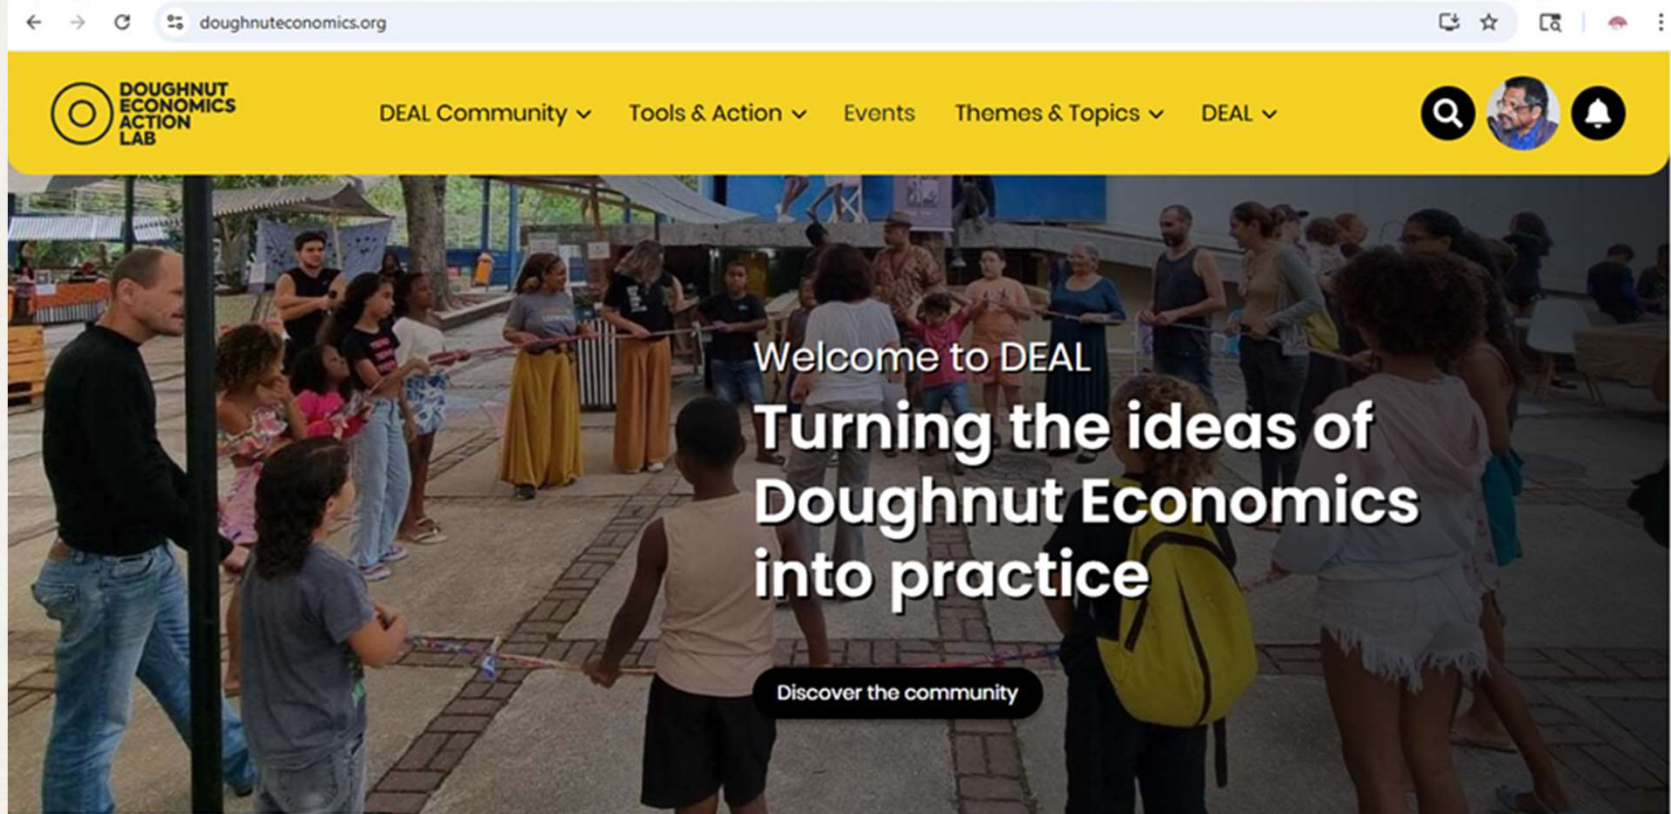 doughnuteconomics.org
DOUGHNUT
ECONOMICS
ACTION
LAB
DEAL Community
Tools & Action
Events
Themes & Topics
DEAL
Welcome to DEAL
Turning the ideas of
Doughnut Economics
into practice
Discover the community